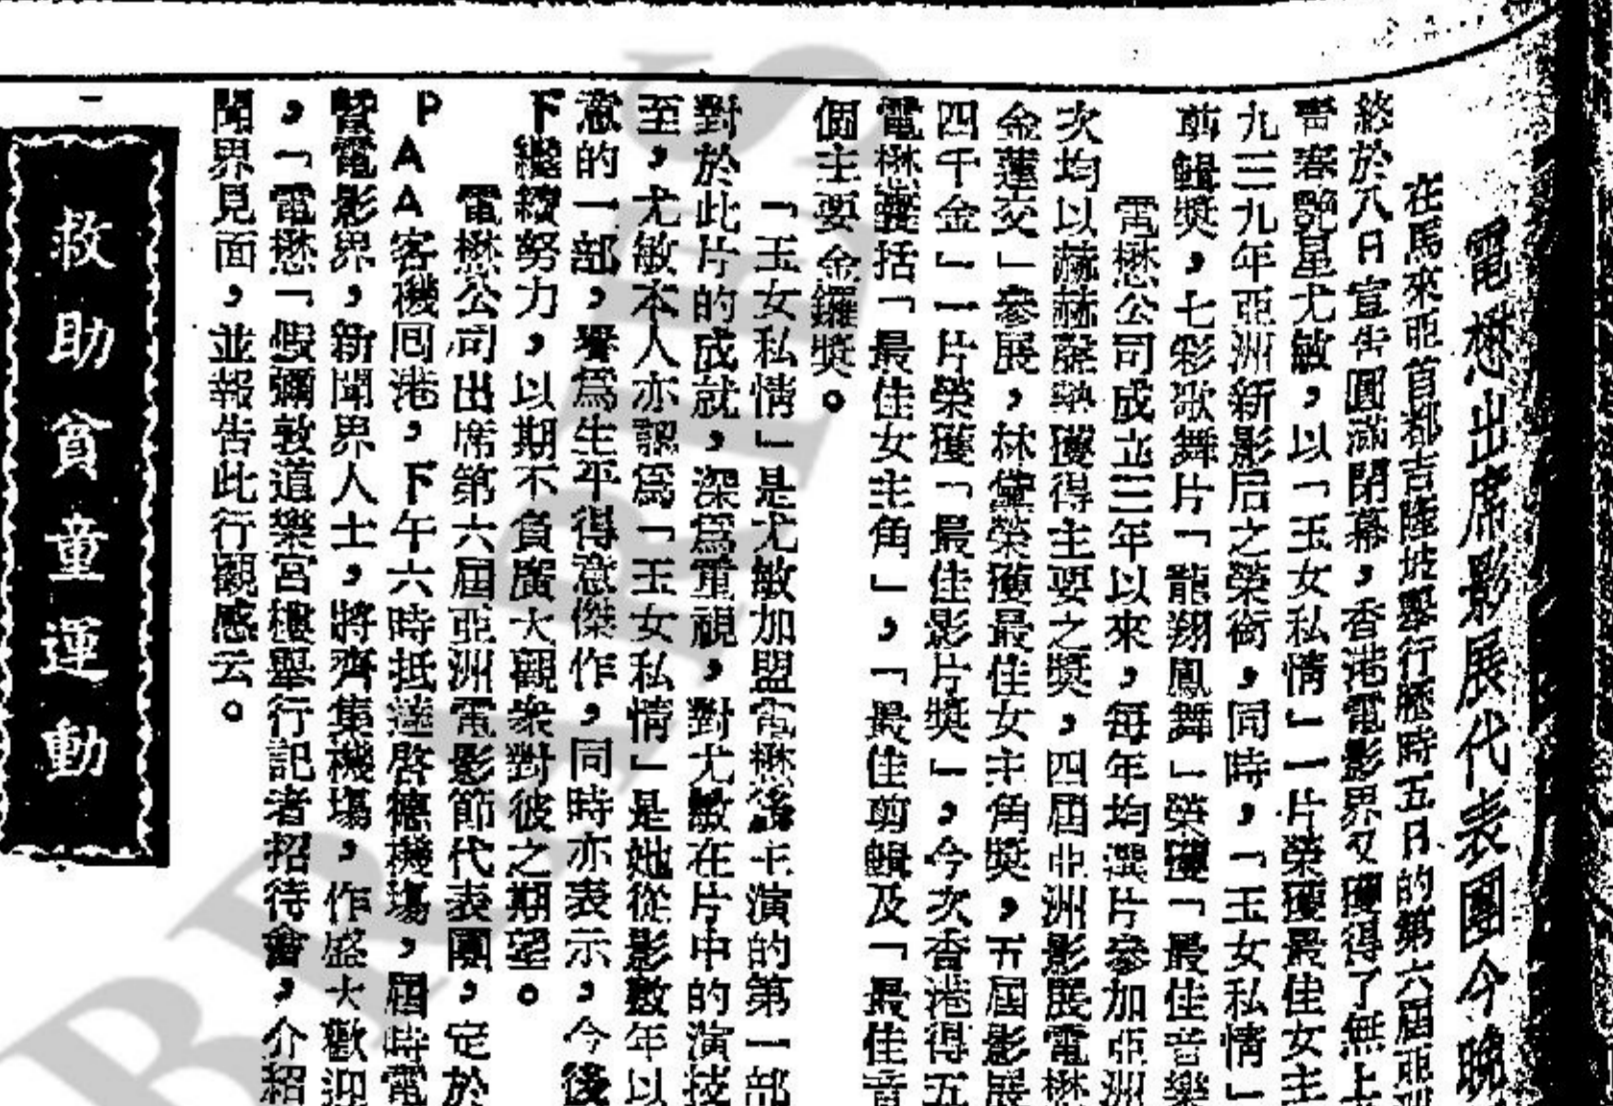 電懋出席影展代表團今晚
在馬來亞首都吉隆坡舉行歷時五日的第六屆亞洲
終於八日宣告圓滿閉幕，香港電影界又獲得了無上
青春艷星尤敏，以「玉女私情」一片榮獲最佳女主
九三九年亞洲新影后之榮銜，同時，「玉女私情」
剪輯獎，七彩歌舞片「龍翔鳳舞」榮獲「最佳音樂
電懋公司成立三年以來，每年均選片參加亞洲
次均以赫赫聲勢獲得主要之獎，四屆亞洲影展電懋
金蓮交」參展，林黛榮獲最佳女主角獎，五屆影展
四千金」一片榮獲「最佳影片獎」，今次香港得五
電懋囊括「最佳女主角」，「最佳剪輯及「最佳音
個主要金鑼獎。
「玉女私情」是尤敏加盟電懋後主演的第一部
對於此片的成就，深爲重視，對尤敏在片中的演技
至，尤敏本人亦認爲「玉女私情」是她從影數年以
意的一部，譽爲生平得意傑作，同時亦表示，今後
下繼續努力，以期不負廣大觀衆對彼之期望。
電懋公司出席第六屆亞洲電影節代表團，定於
PAA客機囘港，下午六時抵達啓德機塲，屆時電
暨電影界，新聞界人士，將齊集機塲，作盛大歡迎
，「電懋「假彌敦道樂宮樓舉行記者招待會，介紹
聞界見面，並報告此行觀感云。
救助貧童運動